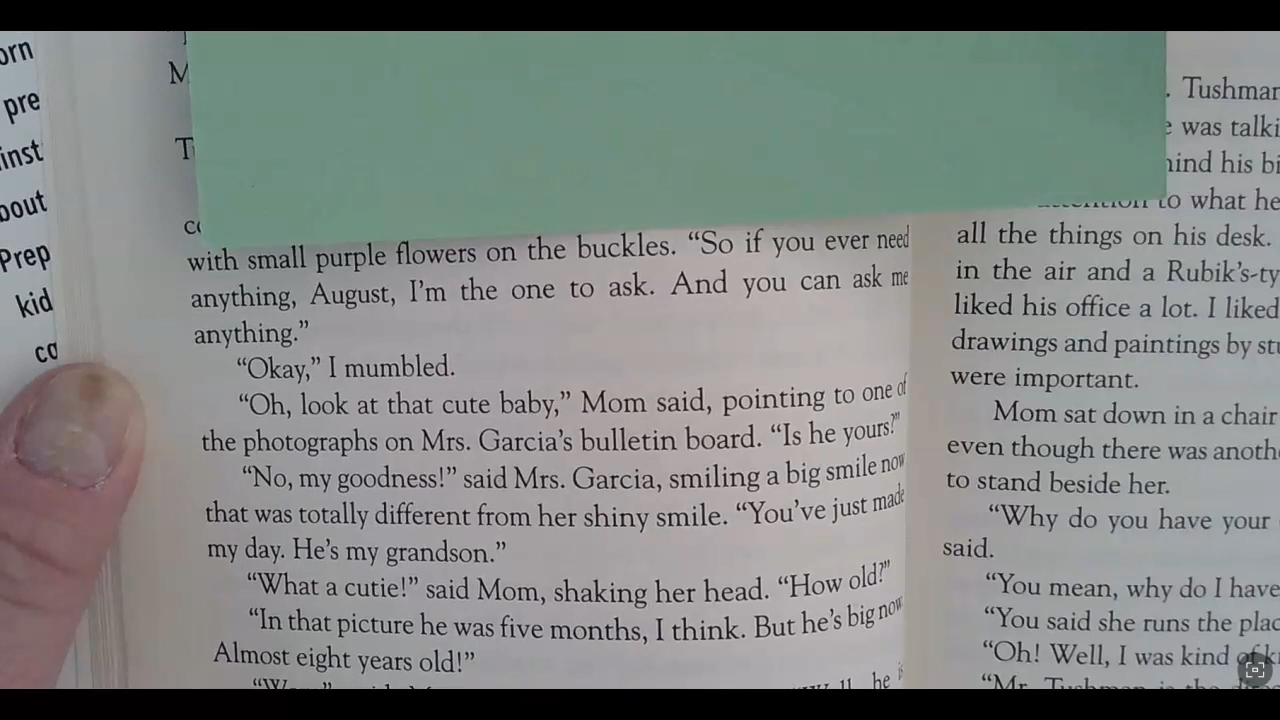 orn
pre
inst
bout
Prep
kid
with small purple flowers on the buckles. “So if you ever need
anything, August, I’m the one to ask. And you can ask me
anything.”
“Okay,” I mumbled.
“Oh, look at that cute baby,” Mom said, pointing to one of
the photographs on Mrs. Garcia’s bulletin board. “Is he yours?”
“No, my goodness!” said Mrs. Garcia, smiling a big smile now
that was totally different from her shiny smile. “You’ve just made
my day. He’s my grandson.”
“What a cutie!” said Mom, shaking her head. “How old?”
“In that picture he was five months, I think. But he’s big now
Almost eight years old!”
. Tushman
e was talki
hind his bi
to what he
all the things on his desk.
in the air and a Rubik’s-ty
liked his office a lot. I liked
drawings and paintings by stu
were important.
Mom sat down in a chair
even though there was anothe
to stand beside her.
“Why do you have your
said.
“You mean, why do I have
“You said she runs the plac
“Oh! Well, I was kind of k
“Mr. Tushman is the